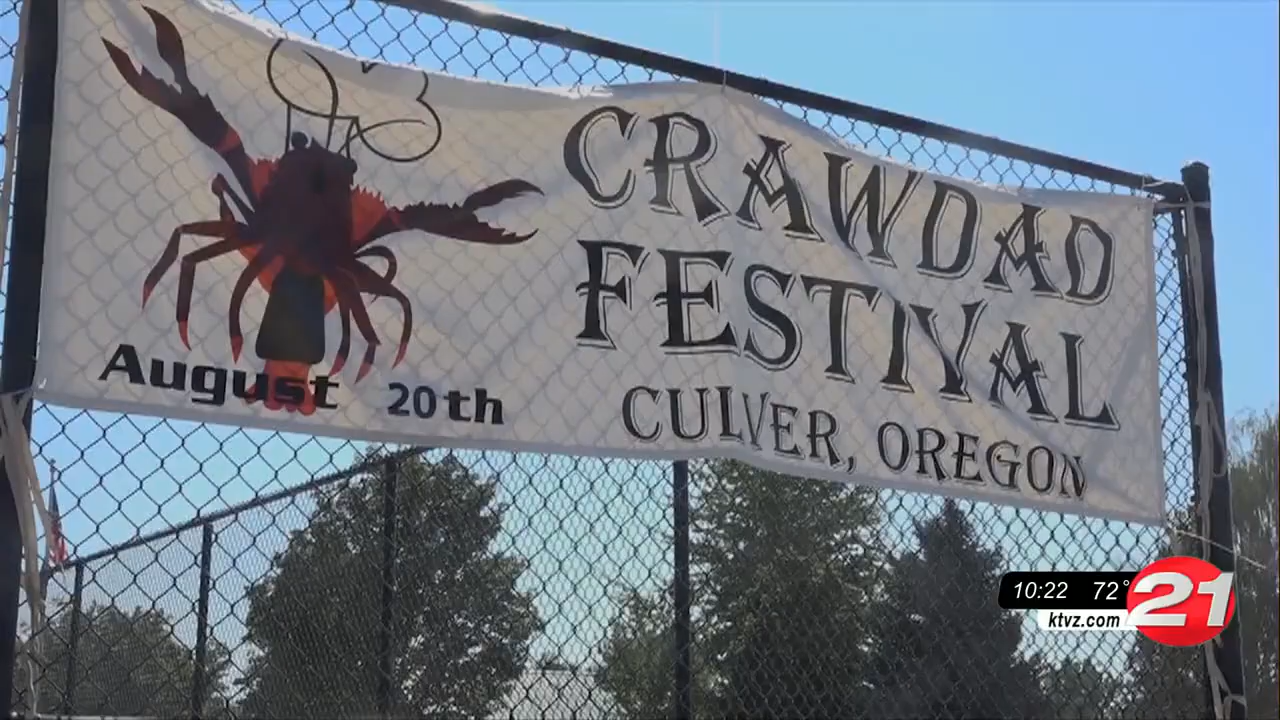 CRAWDAD
FESTIVAL
CULVER, OREGON
August 20th
10:22 72°
ktvz.com
21